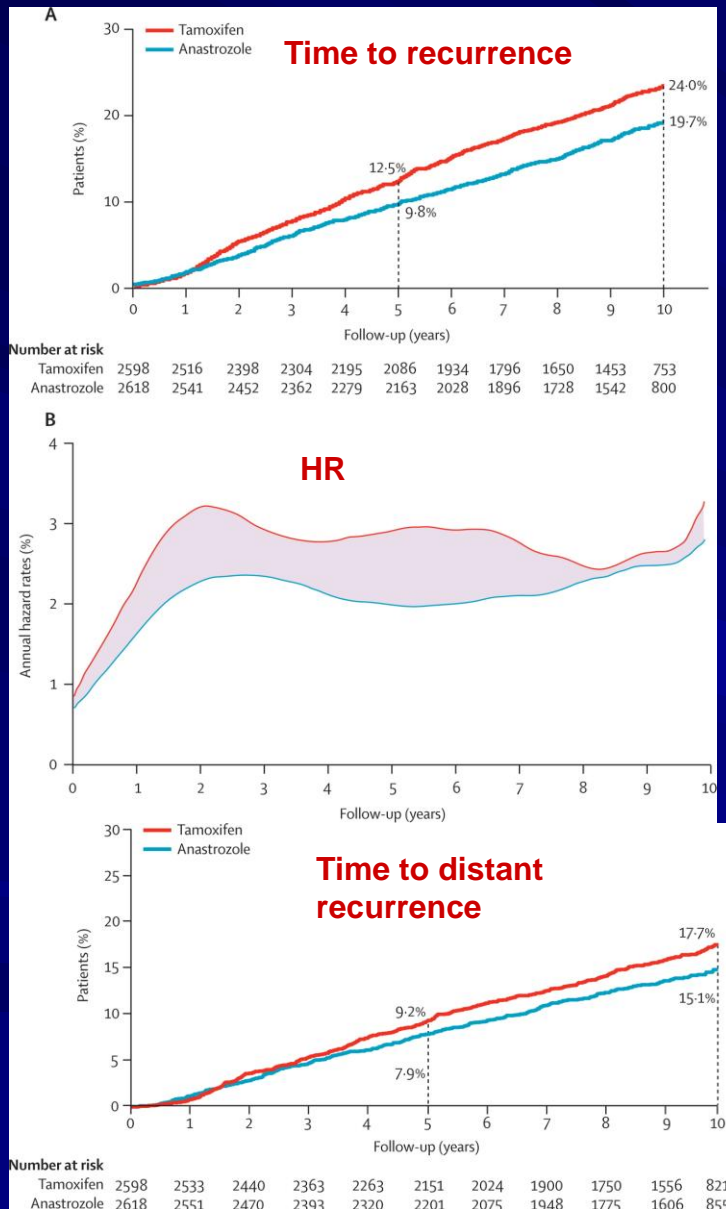 A
Tamoxifen
Anastrozole
Time to recurrence
30
20
10
0
Patients (%)
24·0%
19·7%
12·5%
9·8%
0 1 2 3 4 5 6 7 8 9 10
Follow-up (years)
Number at risk
Tamoxifen 2598 2516 2398 2304 2195 2086 1934 1796 1650 1453 753
Anastrozole 2618 2541 2452 2362 2279 2163 2028 1896 1728 1542 800
B
HR
4
3
2
1
0
Annual hazard rates (%)
0 1 2 3 4 5 6 7 8 9 10
Follow-up (years)
Tamoxifen
Anastrozole
Time to distant
recurrence
30
25
20
15
10
5
0
Patients (%)
17·7%
15·1%
9·2%
7·9%
0 1 2 3 4 5 6 7 8 9 10
Follow-up (years)
Number at risk
Tamoxifen 2598 2533 2440 2363 2263 2151 2024 1900 1750 1556 821
Anastrozole 2618 2551 2470 2393 2320 2201 2075 1948 1775 1606